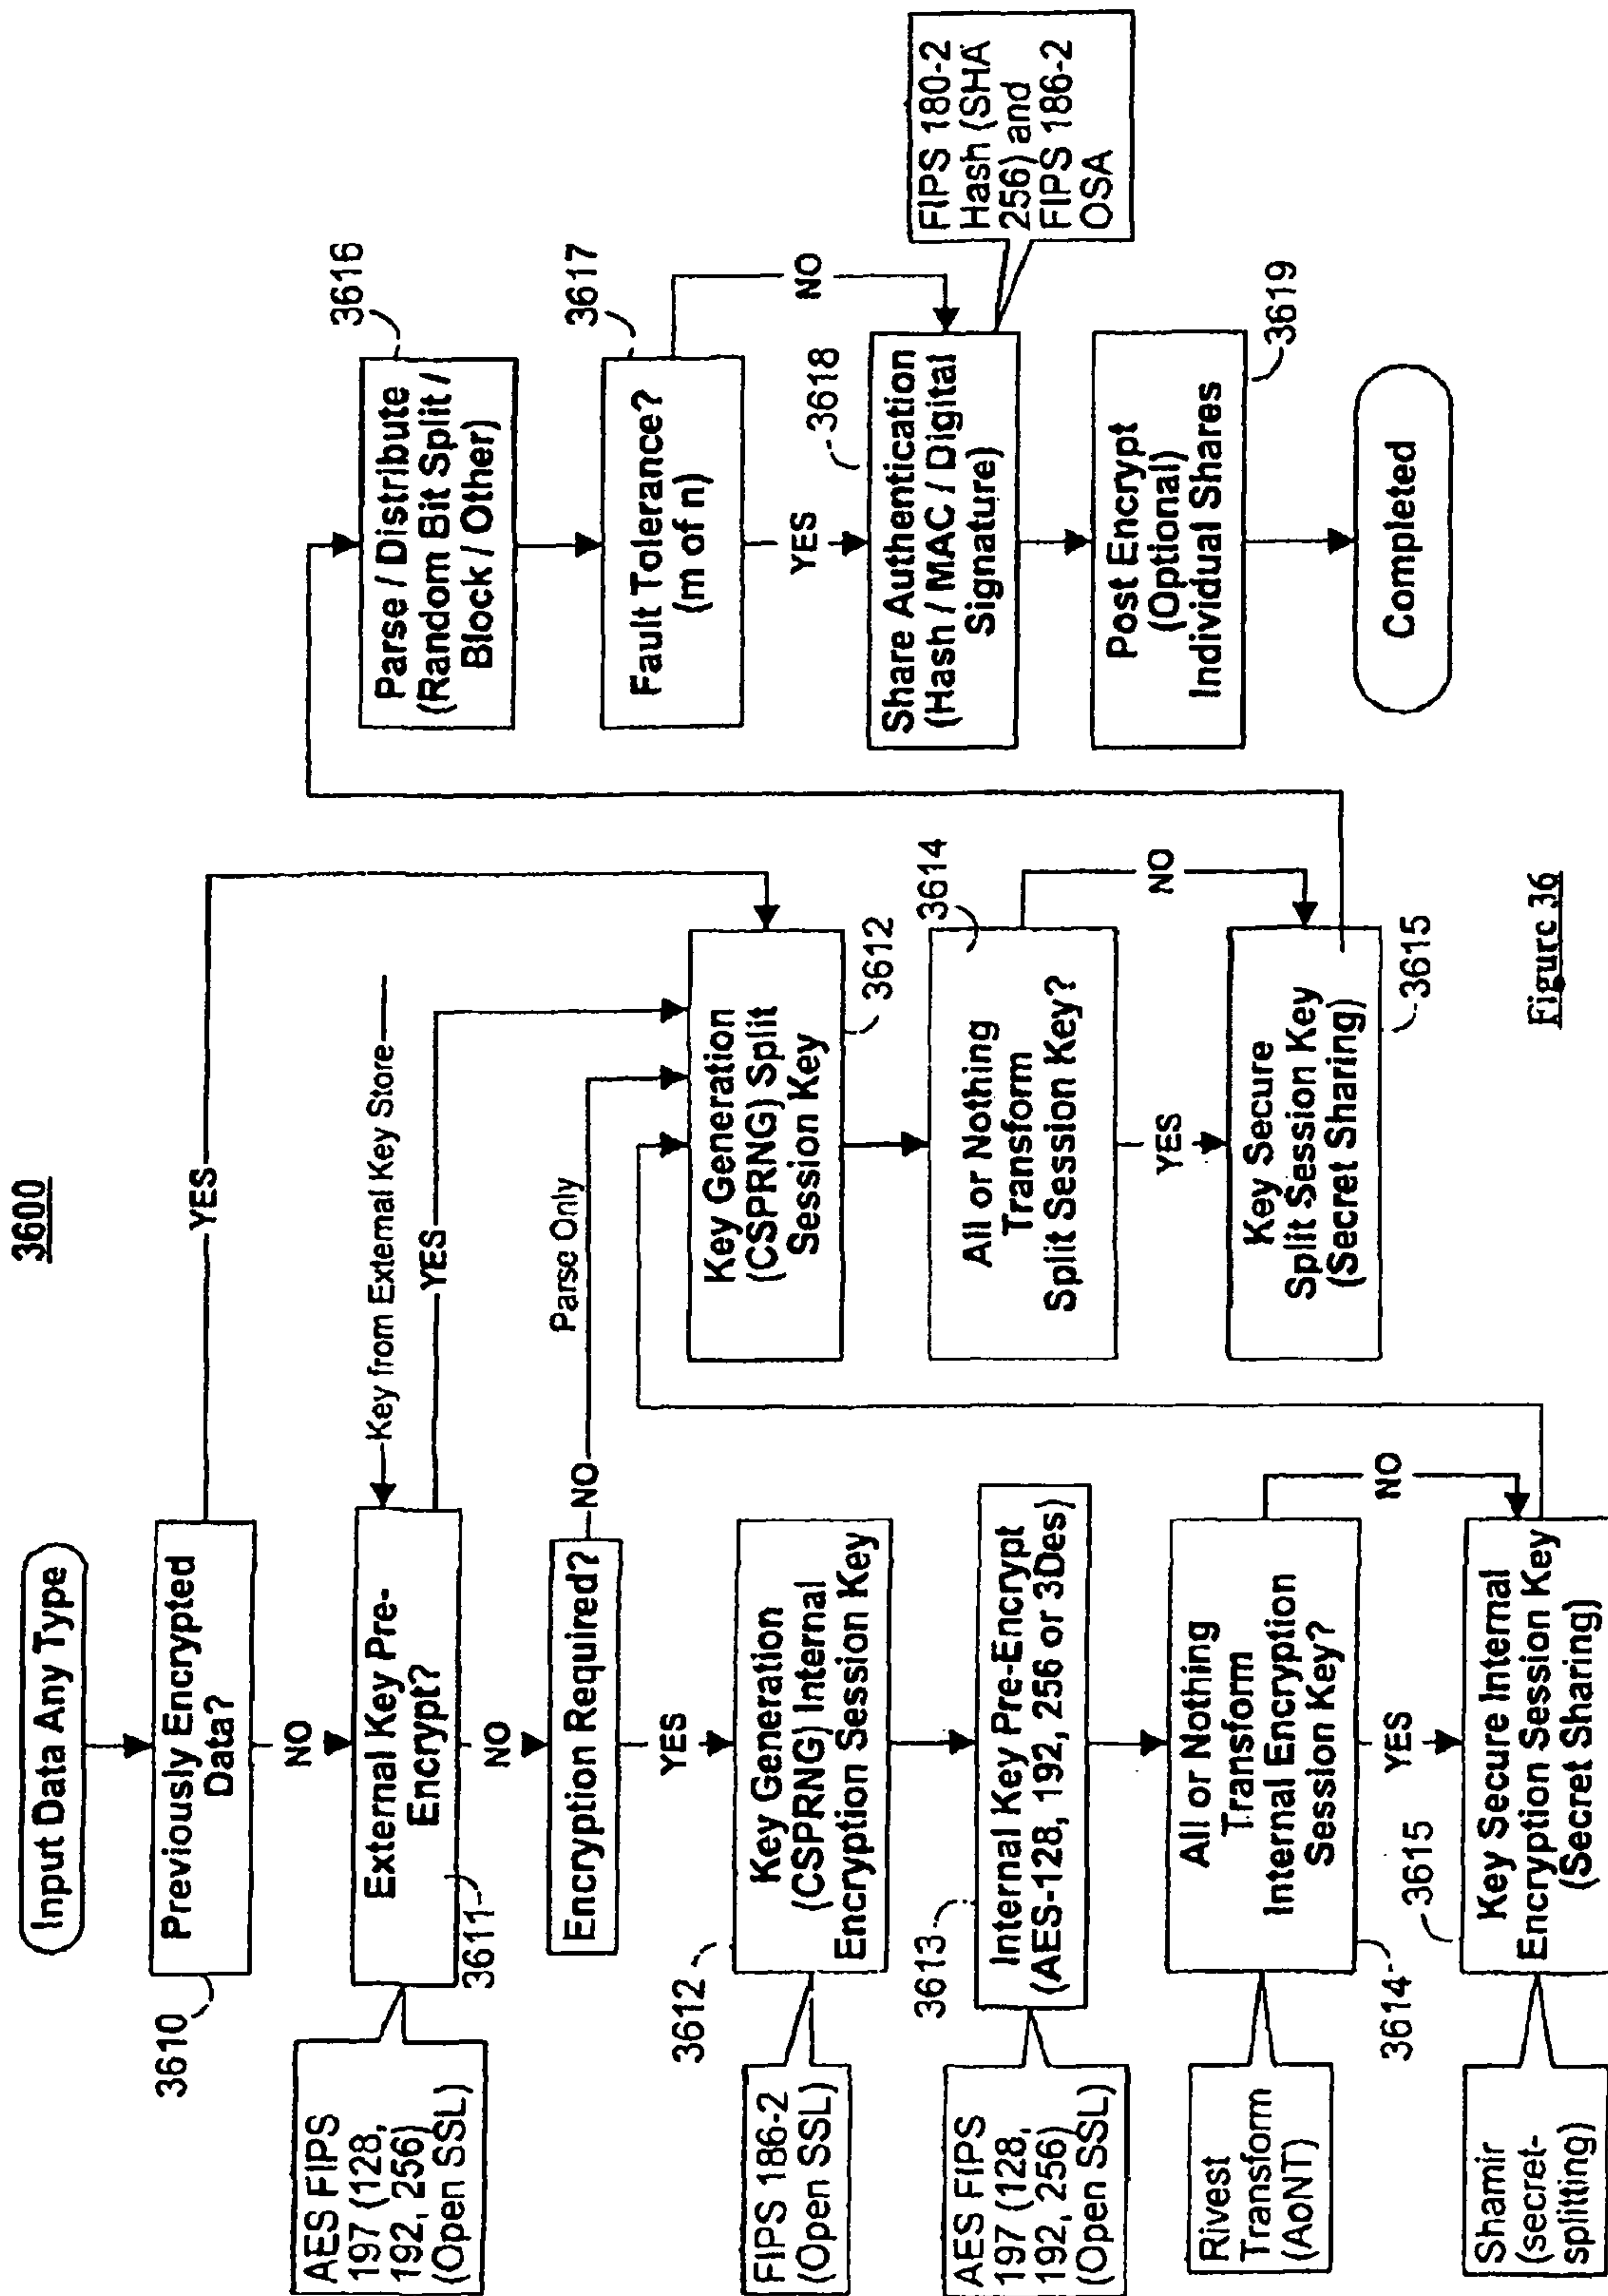 3600
Input Data Any Type
Previously Encrypted
Data?
3610
YES
NO
External Key Pre-
Encrypt?
3611
AES FIPS
197 (128,
192, 256)
(Open SSL)
Key from External Key Store
YES
NO
Encryption Required?
NO
Parse Only
YES
Key Generation
(CSPRNG) Internal
Encryption Session Key
3612
FIPS 186-2
(Open SSL)
Internal Key Pre-Encrypt
(AES-128, 192, 256 or 3Des)
3613
AES FIPS
197 (128,
192, 256)
(Open SSL)
All or Nothing
Transform
Internal Encryption
Session Key?
3614
Rivest
Transform
(AoNT)
NO
YES
Key Secure Internal
Encryption Session Key
(Secret Sharing)
3615
Shamir
(secret-
splitting)
Key Generation
(CSPRNG) Split
Session Key
3612
All or Nothing
Transform
Split Session Key?
3614
NO
YES
Key Secure
Split Session Key
(Secret Sharing)
3615
Parse / Distribute
(Random Bit Split /
Block / Other)
3616
Fault Tolerance?
(m of n)
3617
NO
YES
Share Authentication
(Hash / MAC / Digital
Signature)
3618
FIPS 180-2
Hash (SHA
256) and
FIPS 186-2
OSA
Post Encrypt
(Optional)
Individual Shares
3619
Completed
Figure 36